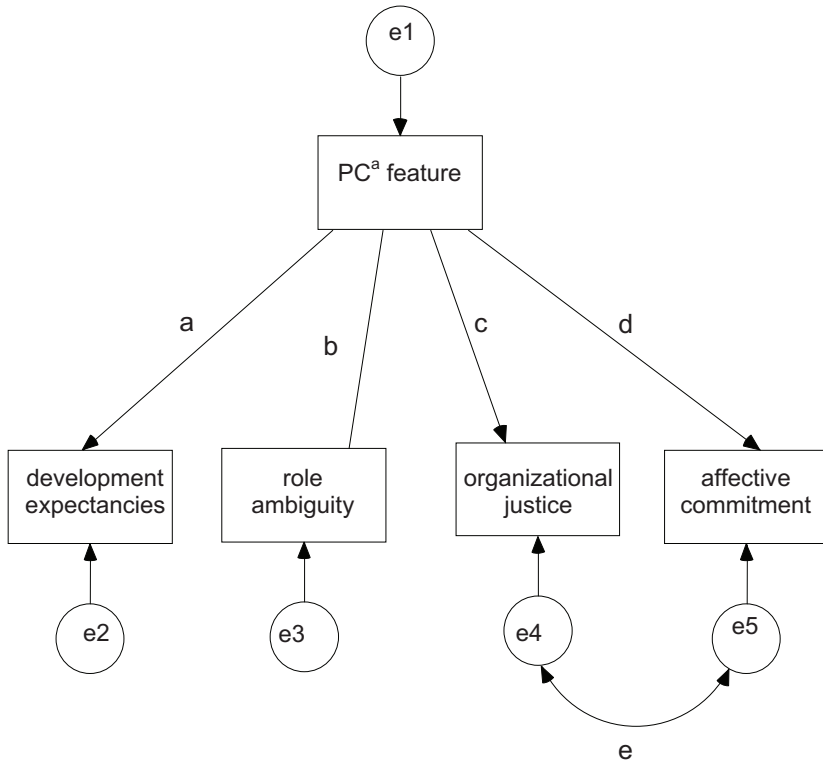 e1
PCᵃ feature
a
b
c
d
development
expectancies
role
ambiguity
organizational
justice
affective
commitment
e2
e3
e4
e5
e